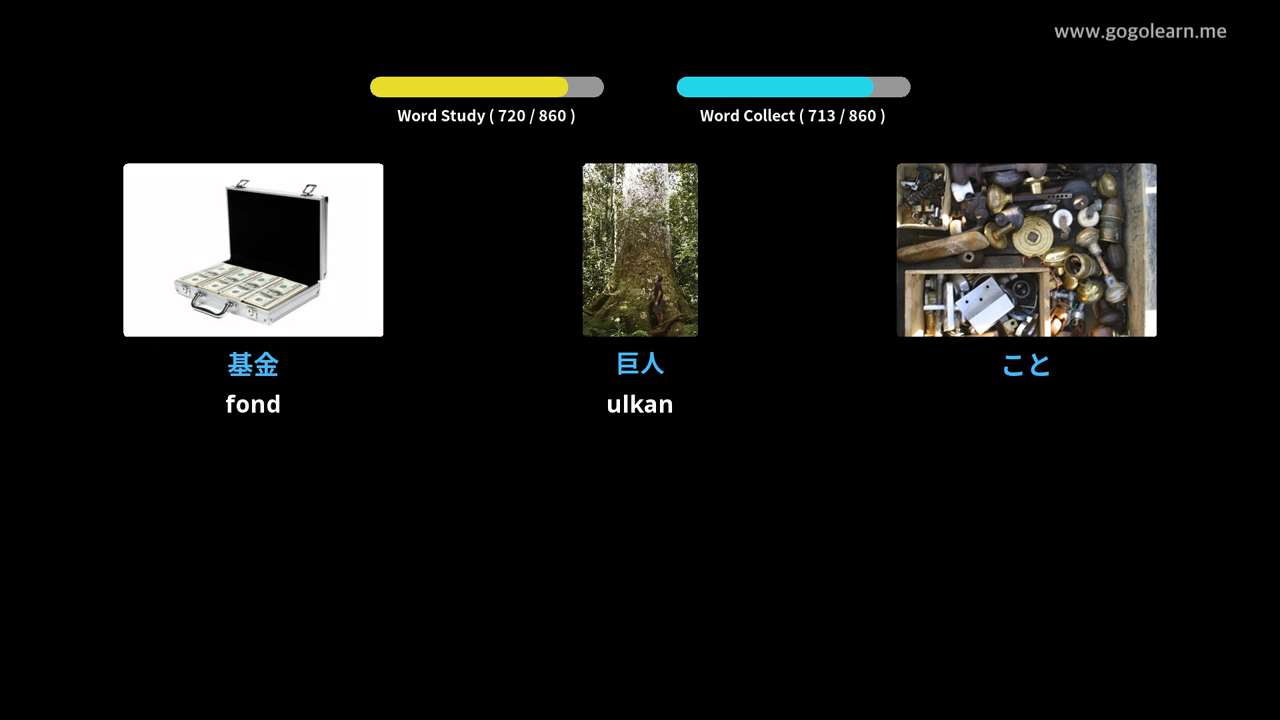 www.gogolearn.me
Word Study ( 720 / 860 )
Word Collect ( 713 / 860 )
基金
巨人
こと
fond
ulkan